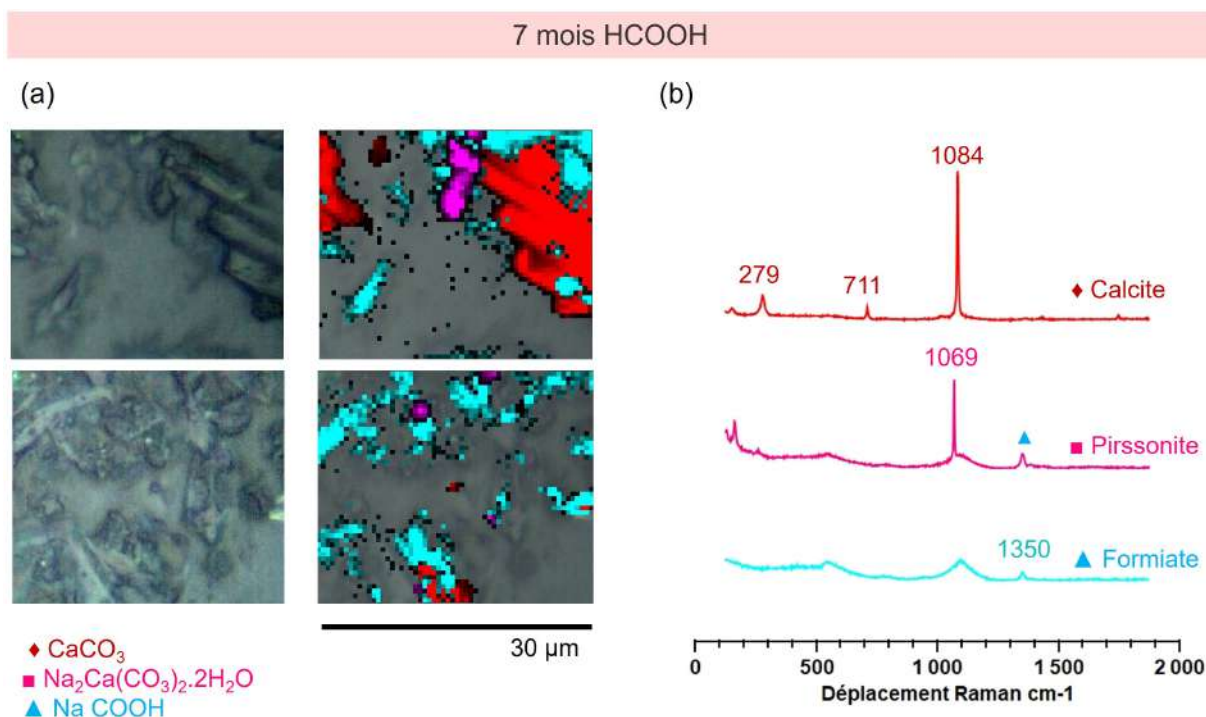 7 mois HCOOH
(a)
(b)
1084
279
711
♦ Calcite
1069
▲
■ Pirssonite
1350
▲ Formiate
30 µm
0 500 1 000 1 500 2 000
Déplacement Raman cm-1
♦ CaCO₃
■ Na₂Ca(CO₃)₂.2H₂O
▲ Na COOH